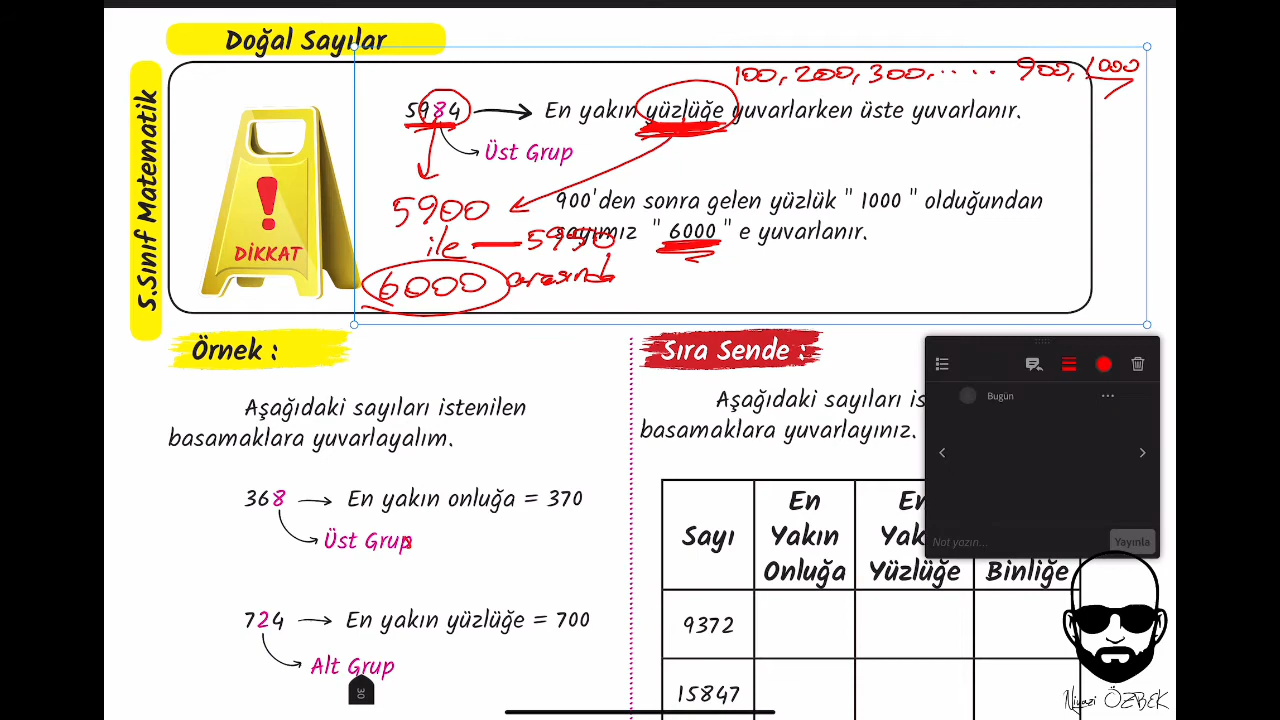 Doğal Sayılar
5.Sınıf Matematik
100, 200, 300, ..... 900, 1000
5984 → En yakın yüzlüğe yuvarlarken üste yuvarlanır.
Üst Grup
DİKKAT
5900
900'den sonra gelen yüzlük " 1000 " olduğundan
sayımız " 6000 " e yuvarlanır.
ile — 5950
6000 arasında
Örnek :
Aşağıdaki sayıları istenilen
basamaklara yuvarlayalım.
368 → En yakın onluğa = 370
Üst Grup
724 → En yakın yüzlüğe = 700
Alt Grup
30
Sıra Sende :
Aşağıdaki sayıları
basamaklara yuvarlayınız.
Sayı
En
Yakın
Onluğa
En
Yüzlüğe
Binliğe
9372
15847
Bugün
Not yazın...
Yayınla
Niyazi ÖZBEK